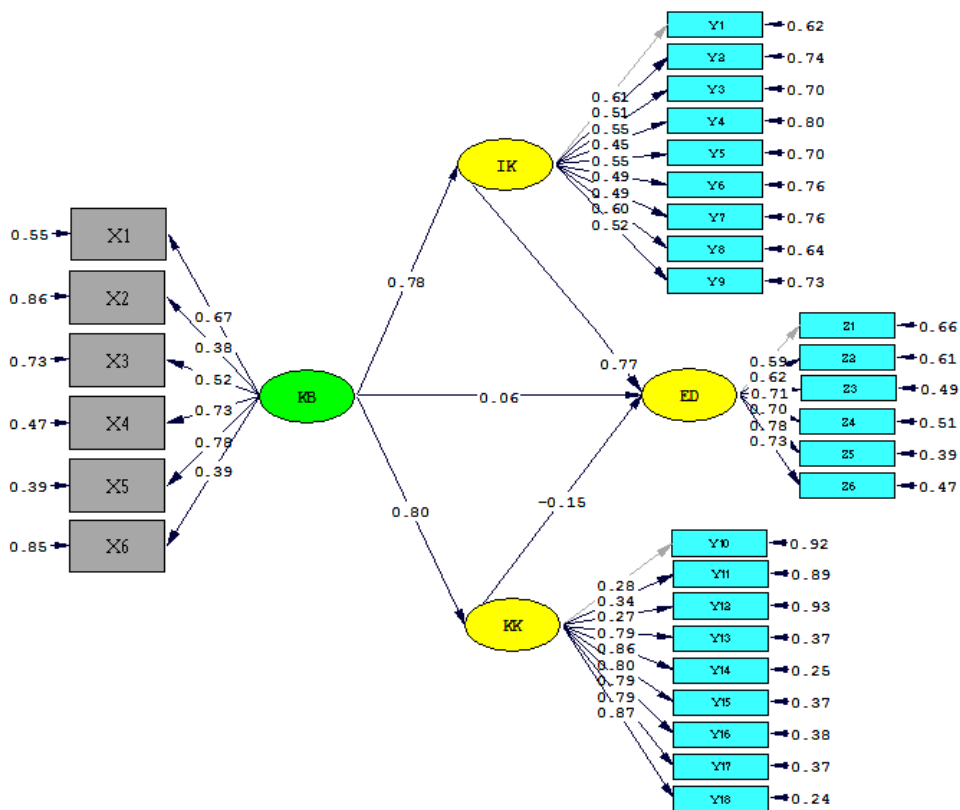 Y1 0.62
Y2 0.74
Y3 0.70
Y4 0.80
Y5 0.70
Y6 0.76
Y7 0.76
Y8 0.64
Y9 0.73
0.61
0.51
0.55
0.45
0.55
0.49
0.49
0.60
0.52
IK
0.55 X1
0.86 X2
0.73 X3
0.47 X4
0.39 X5
0.85 X6
0.67
0.38
0.52
0.73
0.78
0.39
KB
0.78
0.77
0.06
0.80
-0.15
ED
0.59
0.62
0.71
0.70
0.78
0.73
Z1 0.66
Z2 0.61
Z3 0.49
Z4 0.51
Z5 0.39
Z6 0.47
KK
0.28
0.34
0.27
0.79
0.86
0.80
0.79
0.79
0.87
Y10 0.92
Y11 0.89
Y12 0.93
Y13 0.37
Y14 0.25
Y15 0.37
Y16 0.38
Y17 0.37
Y18 0.24